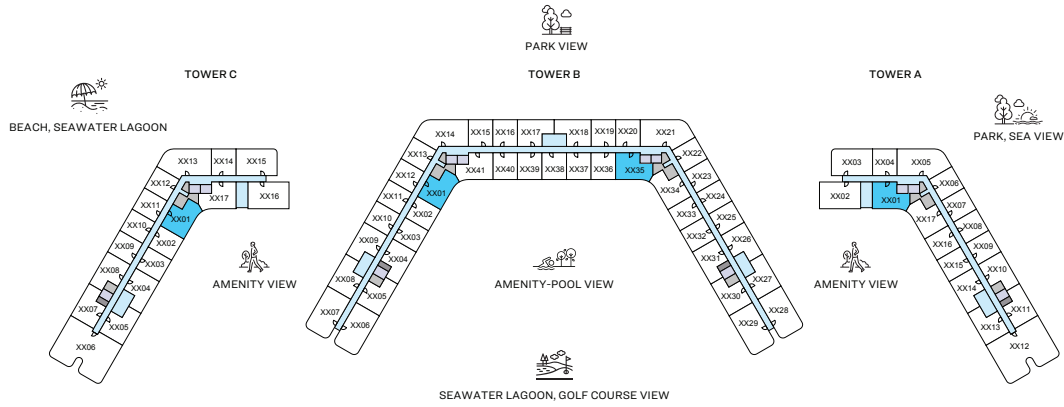 PARK VIEW
TOWER C
TOWER B
TOWER A
BEACH, SEAWATER LAGOON
PARK, SEA VIEW
XX13
XX14
XX15
XX12
XX11
XX10
XX09
XX08
XX07
XX06
XX16
XX17
XX01
XX02
XX03
XX04
XX05
AMENITY VIEW
XX14
XX15
XX16
XX17
XX18
XX19
XX20
XX21
XX13
XX12
XX11
XX10
XX09
XX08
XX07
XX06
XX41
XX40
XX39
XX38
XX37
XX36
XX35
XX01
XX02
XX03
XX04
XX05
XX22
XX23
XX24
XX25
XX26
XX27
XX28
XX34
XX33
XX32
XX31
XX30
XX29
AMENITY-POOL VIEW
XX03
XX04
XX05
XX02
XX01
XX06
XX07
XX08
XX09
XX10
XX11
XX12
XX17
XX16
XX15
XX14
XX13
AMENITY VIEW
SEAWATER LAGOON, GOLF COURSE VIEW